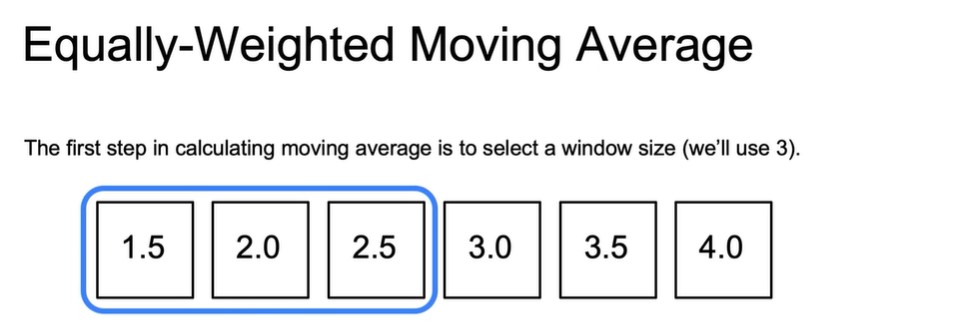 Equally-Weighted Moving Average
The first step in calculating moving average is to select a window size (we'll use 3).
1.5 2.0 2.5 3.0 3.5 4.0